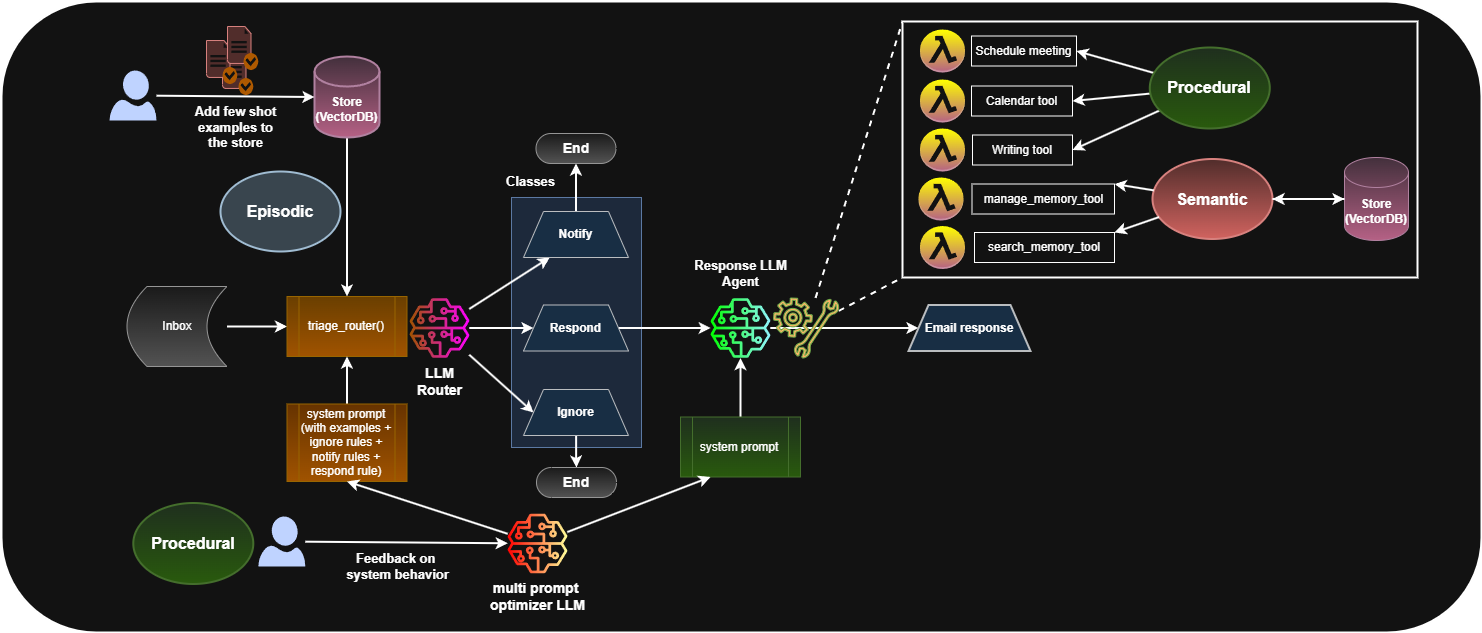 Add few shot
examples to
the store
Store
(VectorDB)
Episodic
Inbox
triage_router()
LLM
Router
system prompt
(with examples +
ignore rules +
notify rules +
respond rule)
Procedural
Feedback on
system behavior
multi prompt
optimizer LLM
End
Classes
Notify
Respond
Ignore
End
Response LLM
Agent
system prompt
Email response
Schedule meeting
Calendar tool
Writing tool
manage_memory_tool
search_memory_tool
Procedural
Semantic
Store
(VectorDB)